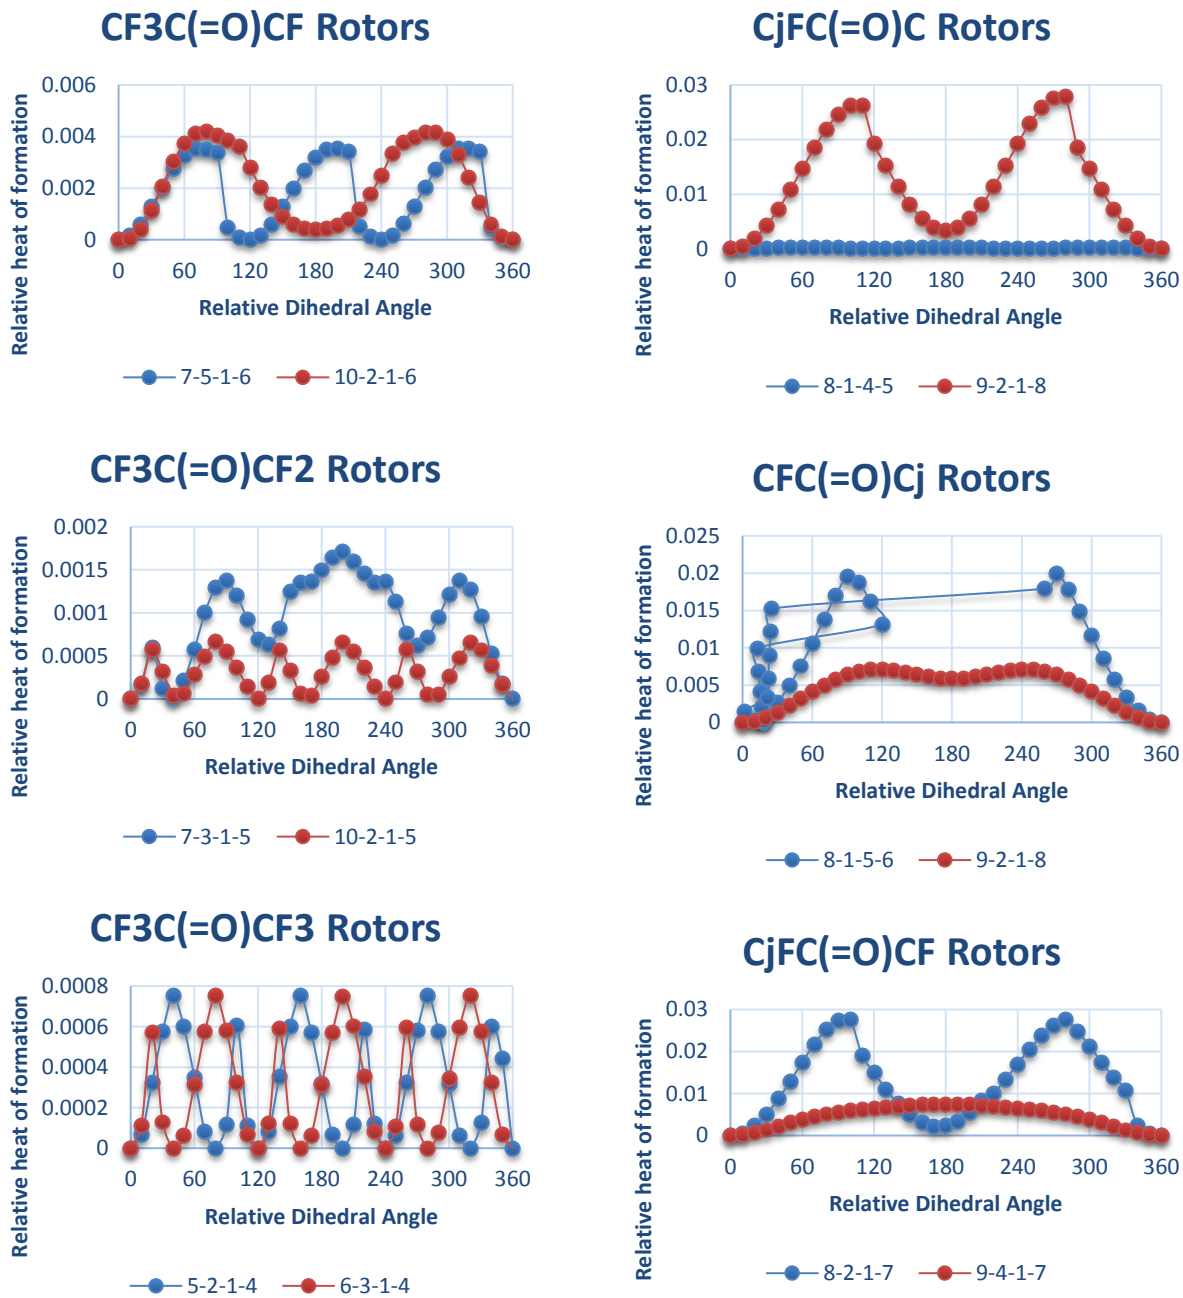 CF3C(=O)CF Rotors
Relative heat of formation
0.006
0.004
0.002
0
0 60 120 180 240 300 360
Relative Dihedral Angle
7-5-1-6 10-2-1-6
CjFC(=O)C Rotors
Relative heat of formation
0.03
0.02
0.01
0
0 60 120 180 240 300 360
Relative Dihedral Angle
8-1-4-5 9-2-1-8
CF3C(=O)CF2 Rotors
Relative heat of formation
0.002
0.0015
0.001
0.0005
0
0 60 120 180 240 300 360
Relative Dihedral Angle
7-3-1-5 10-2-1-5
CFC(=O)Cj Rotors
Relative heat of formation
0.025
0.02
0.015
0.01
0.005
0
0 60 120 180 240 300 360
Relative Dihedral Angle
8-1-5-6 9-2-1-8
CF3C(=O)CF3 Rotors
Relative heat of formation
0.0008
0.0006
0.0004
0.0002
0
0 60 120 180 240 300 360
Relative Dihedral Angle
5-2-1-4 6-3-1-4
CjFC(=O)CF Rotors
Relative heat of formation
0.03
0.02
0.01
0
0 60 120 180 240 300 360
Relative Dihedral Angle
8-2-1-7 9-4-1-7